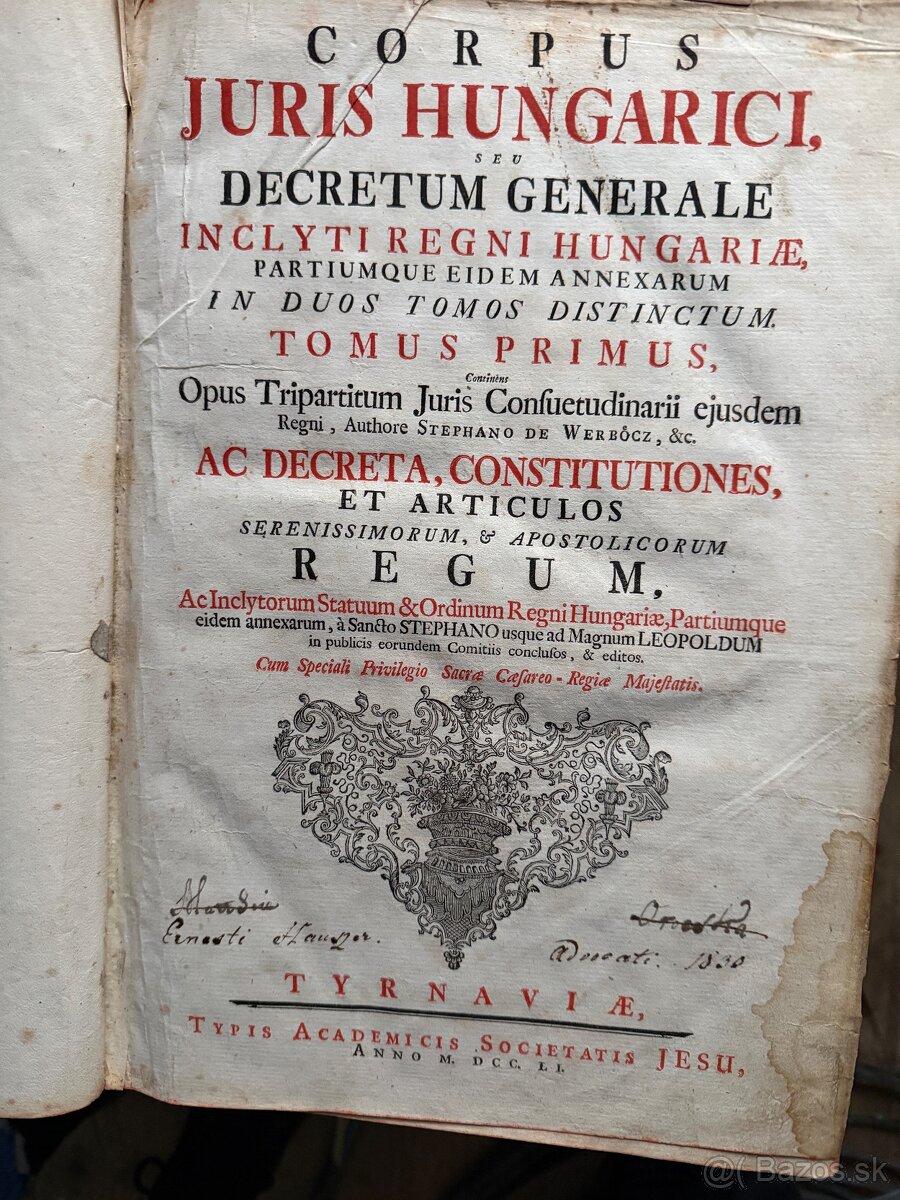 CORPUS
JURIS HUNGARICI,
SEU
DECRETUM GENERALE
INCLYTI REGNI HUNGARIÆ,
PARTIUMQUE EIDEM ANNEXARUM
IN DUOS TOMOS DISTINCTUM.
TOMUS PRIMUS,
Continens
Opus Tripartitum Juris Conſuetudinarii ejusdem
Regni, Authore STEPHANO DE WERBÖCZ, &c.
AC DECRETA, CONSTITUTIONES,
ET ARTICULOS
SERENISSIMORUM, & APOSTOLICORUM
REGUM,
Ac Inclytorum Statuum & Ordinum Regni Hungariæ, Partiumque
eidem annexarum, à Sancto STEPHANO usque ad Magnum LEOPOLDUM
in publicis eorundem Comitiis concluſos, & editos.
Cum Speciali Privilegio Sacræ Cæſareo-Regiæ Majeſtatis.
Ernesti
Advocati. 1830
TYRNAVIÆ,
TYPIS ACADEMICIS SOCIETATIS JESU,
ANNO M. DCC. LI.
@( Bazos.sk